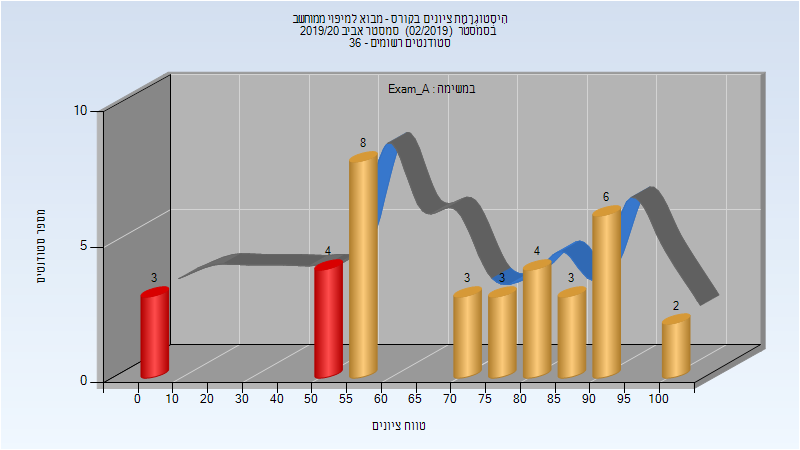 היסטוגרמת ציונים בקורס - מבוא למיפוי ממוחשב
בסמסטר (02/2019) סמסטר אביב 2019/20
סטודנטים רשומים - 36
במשימה : Exam_A
מספר סטודנטים
10
5
0
3
4
8
3
3
4
3
6
2
0 10 20 30 40 50 55 60 65 70 75 80 85 90 95 100
טווח ציונים